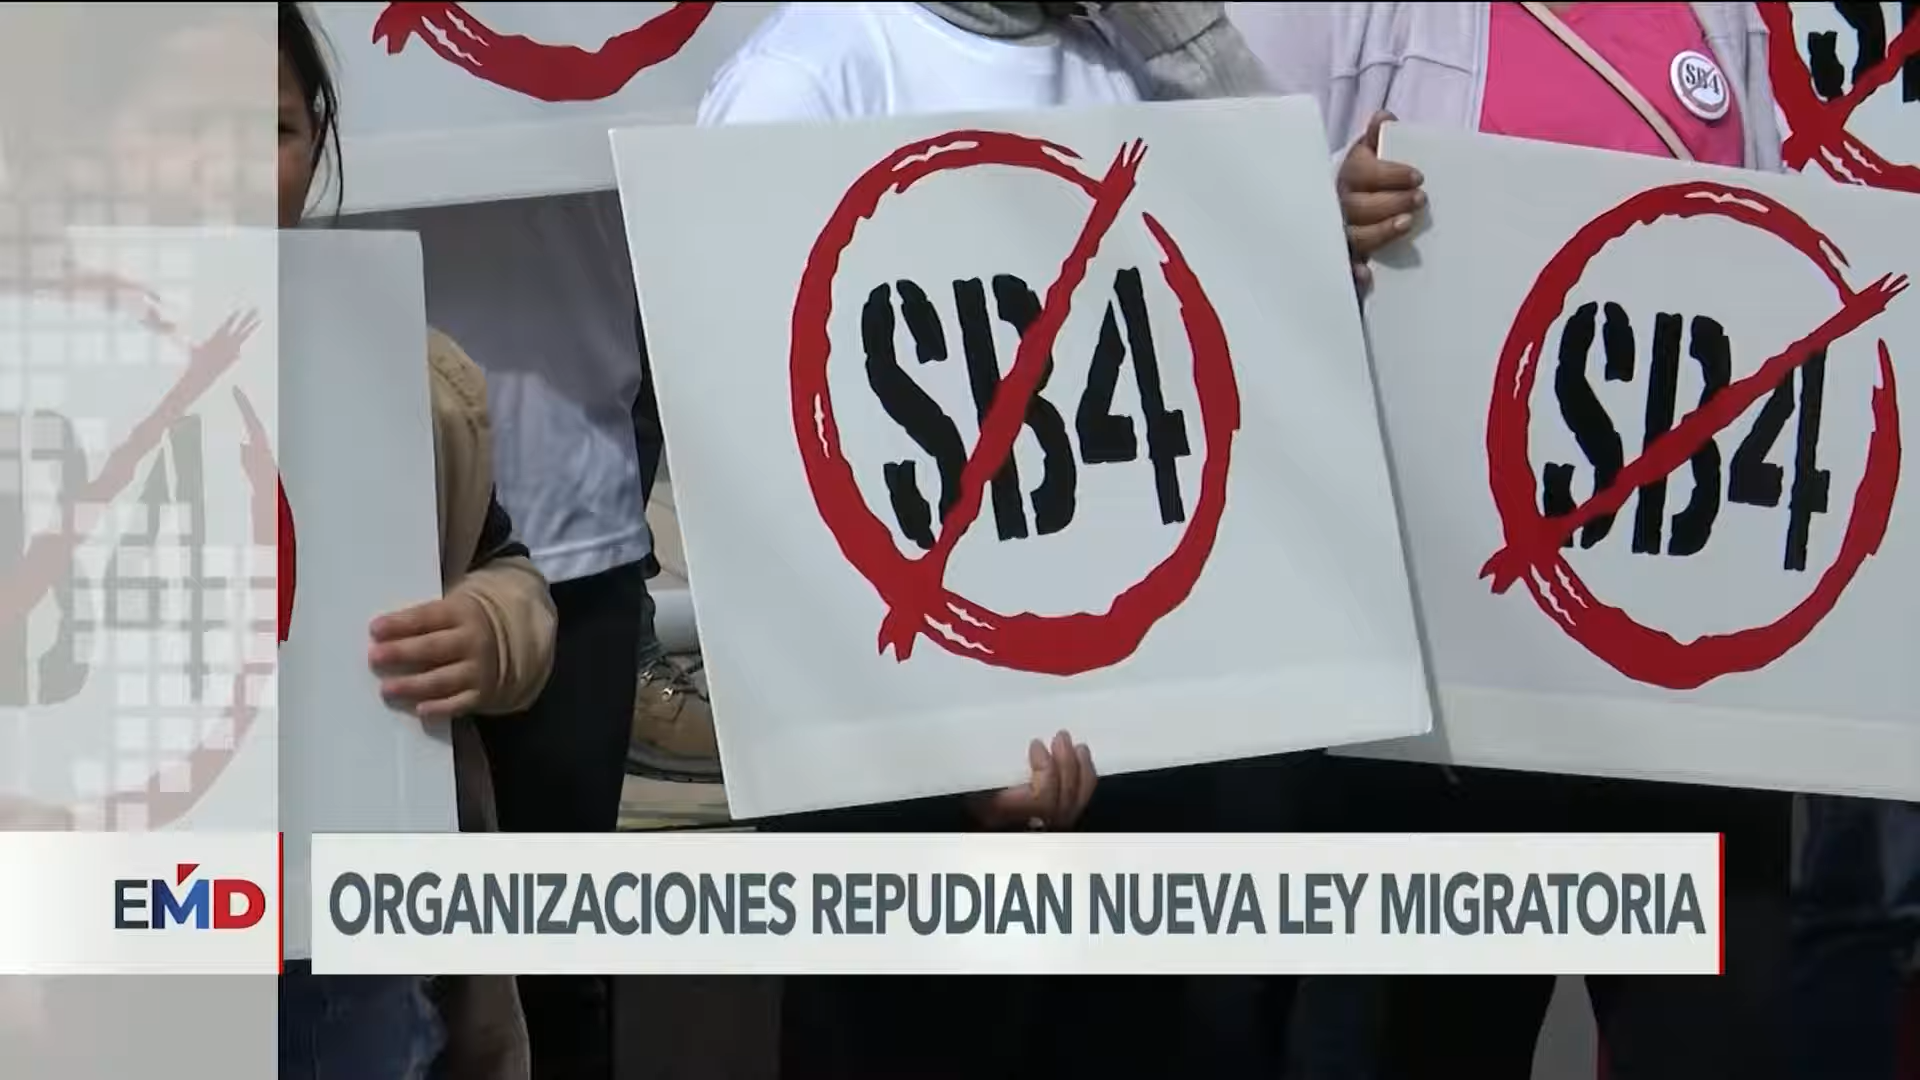 SB4
SB4
SB4
EMD
ORGANIZACIONES REPUDIAN NUEVA LEY MIGRATORIA